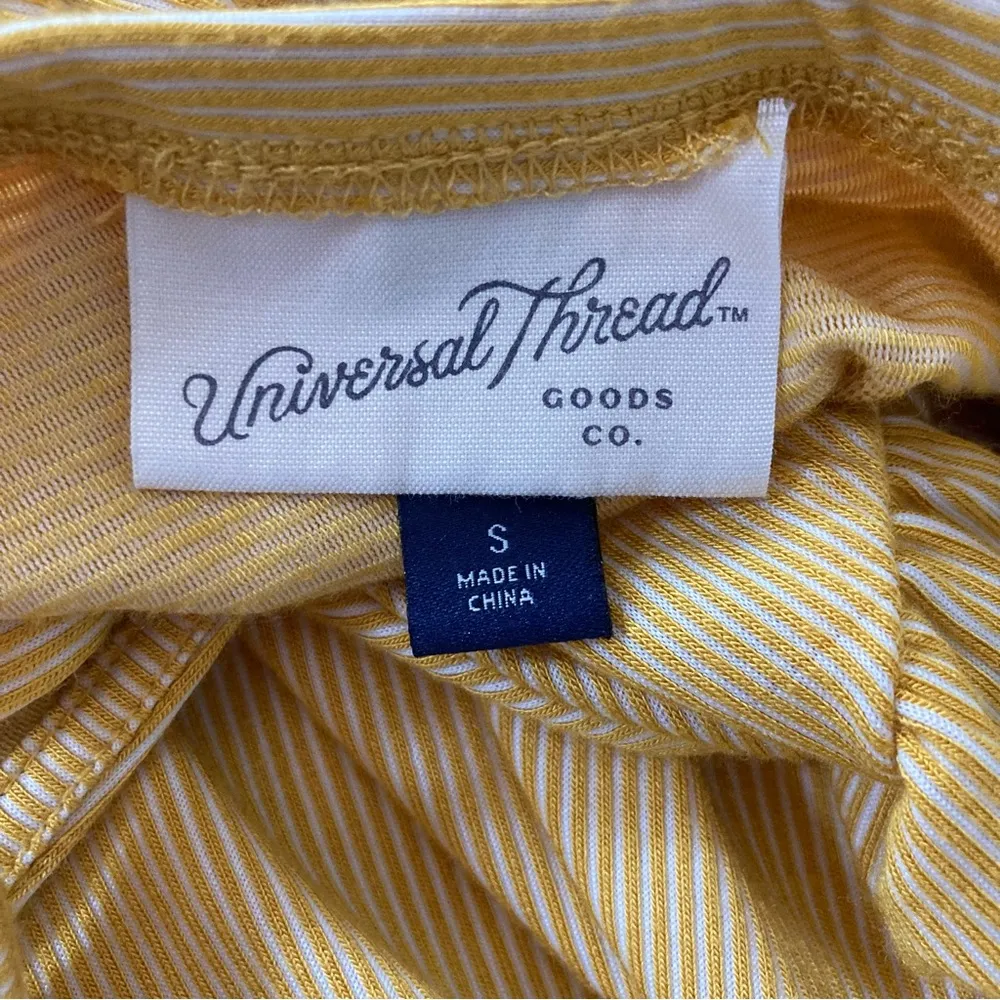 Universal Thread™
GOODS
CO.
S
MADE IN
CHINA